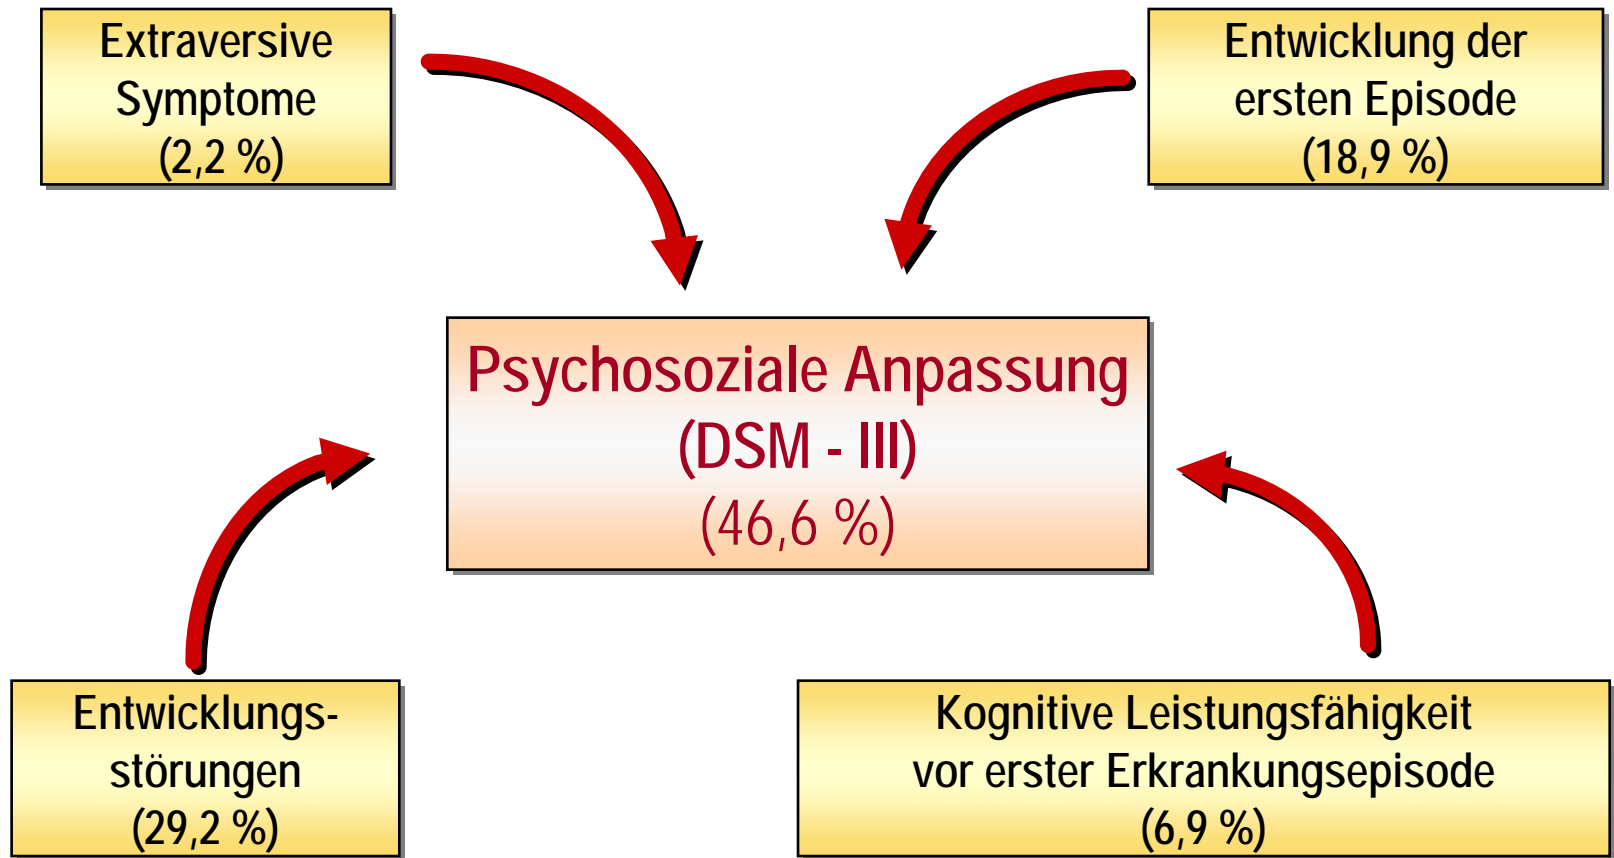 Extraversive
Symptome
(2,2 %)
Entwicklung der
ersten Episode
(18,9 %)
Psychosoziale Anpassung
(DSM - III)
(46,6 %)
Entwicklungs-
störungen
(29,2 %)
Kognitive Leistungsfähigkeit
vor erster Erkrankungsepisode
(6,9 %)